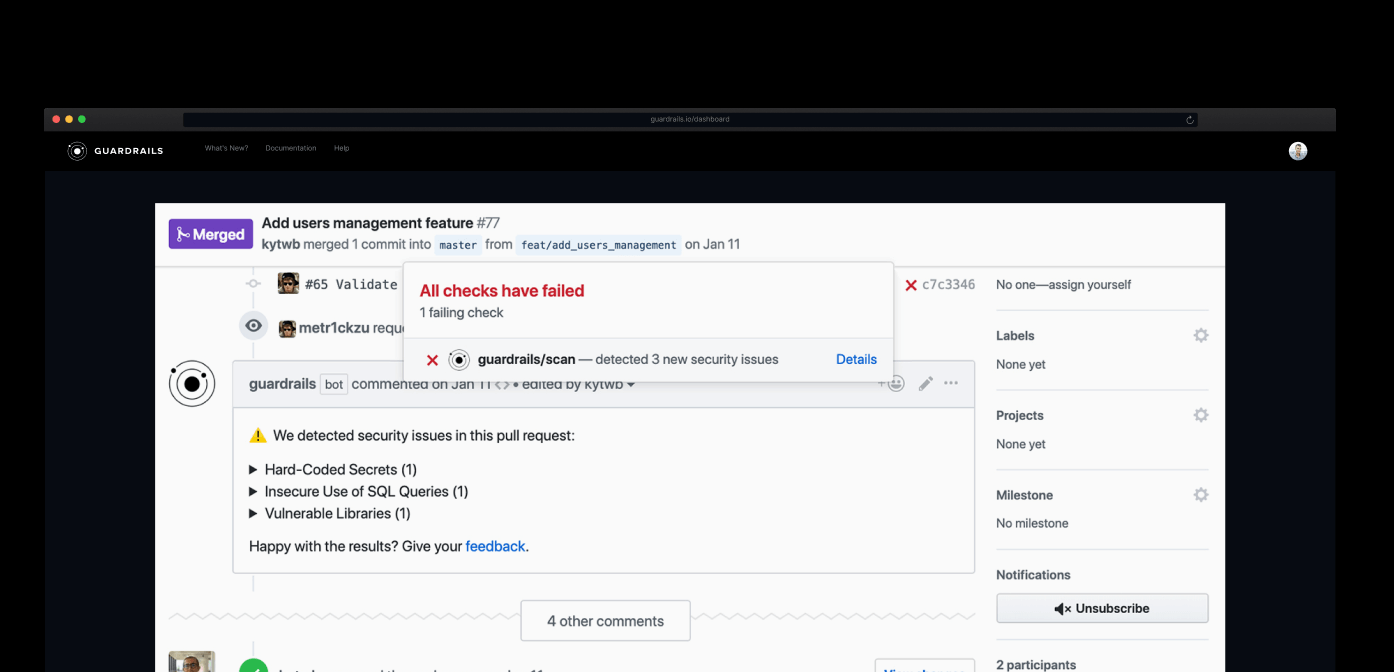 guardrails.io/dashboard
GUARDRAILS
What's New?
Documentation
Help
Merged
Add users management feature #77
kytwb merged 1 commit into master from feat/add_users_management on Jan 11
#65 Validate
c7c3346
metr1ckzu reque
All checks have failed
1 failing check
guardrails/scan — detected 3 new security issues
Details
guardrails bot commented on Jan 11 • edited by kytwb
We detected security issues in this pull request:
Hard-Coded Secrets (1)
Insecure Use of SQL Queries (1)
Vulnerable Libraries (1)
Happy with the results? Give your feedback.
4 other comments
No one—assign yourself
Labels
None yet
Projects
None yet
Milestone
No milestone
Notifications
Unsubscribe
2 participants